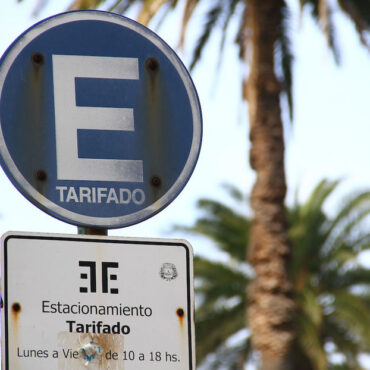 E
TARIFADO
Estacionamiento
Tarifado
Lunes a Vie de 10 a 18 hs.